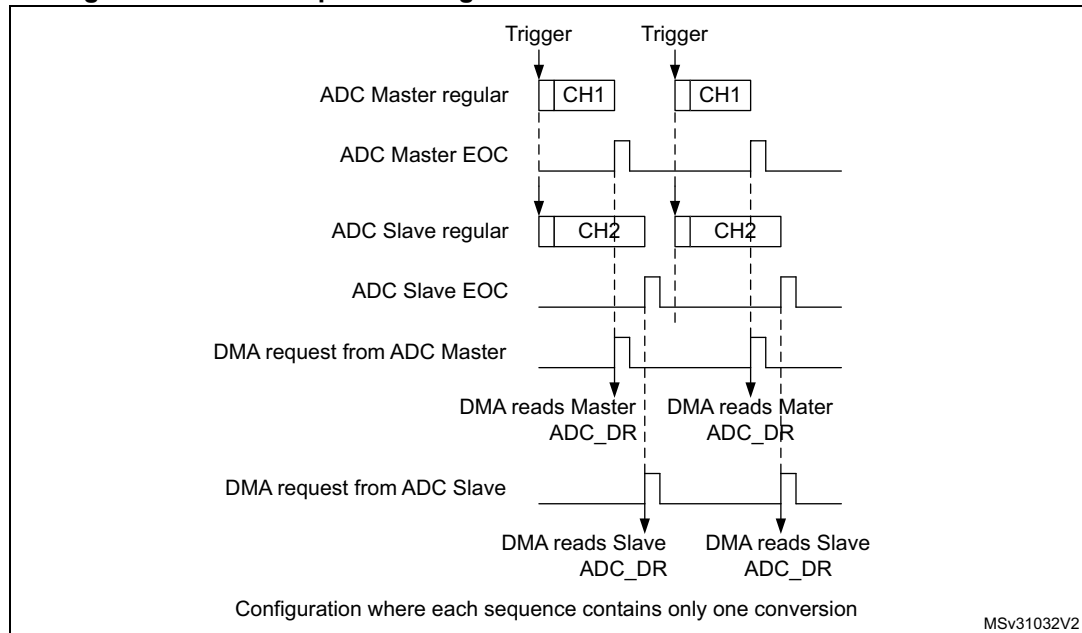 Trigger Trigger
ADC Master regular CH1 CH1
ADC Master EOC
ADC Slave regular CH2 CH2
ADC Slave EOC
DMA request from ADC Master
DMA reads Master DMA reads Mater
ADC_DR ADC_DR
DMA request from ADC Slave
DMA reads Slave DMA reads Slave
ADC_DR ADC_DR
Configuration where each sequence contains only one conversion
MSv31032V2